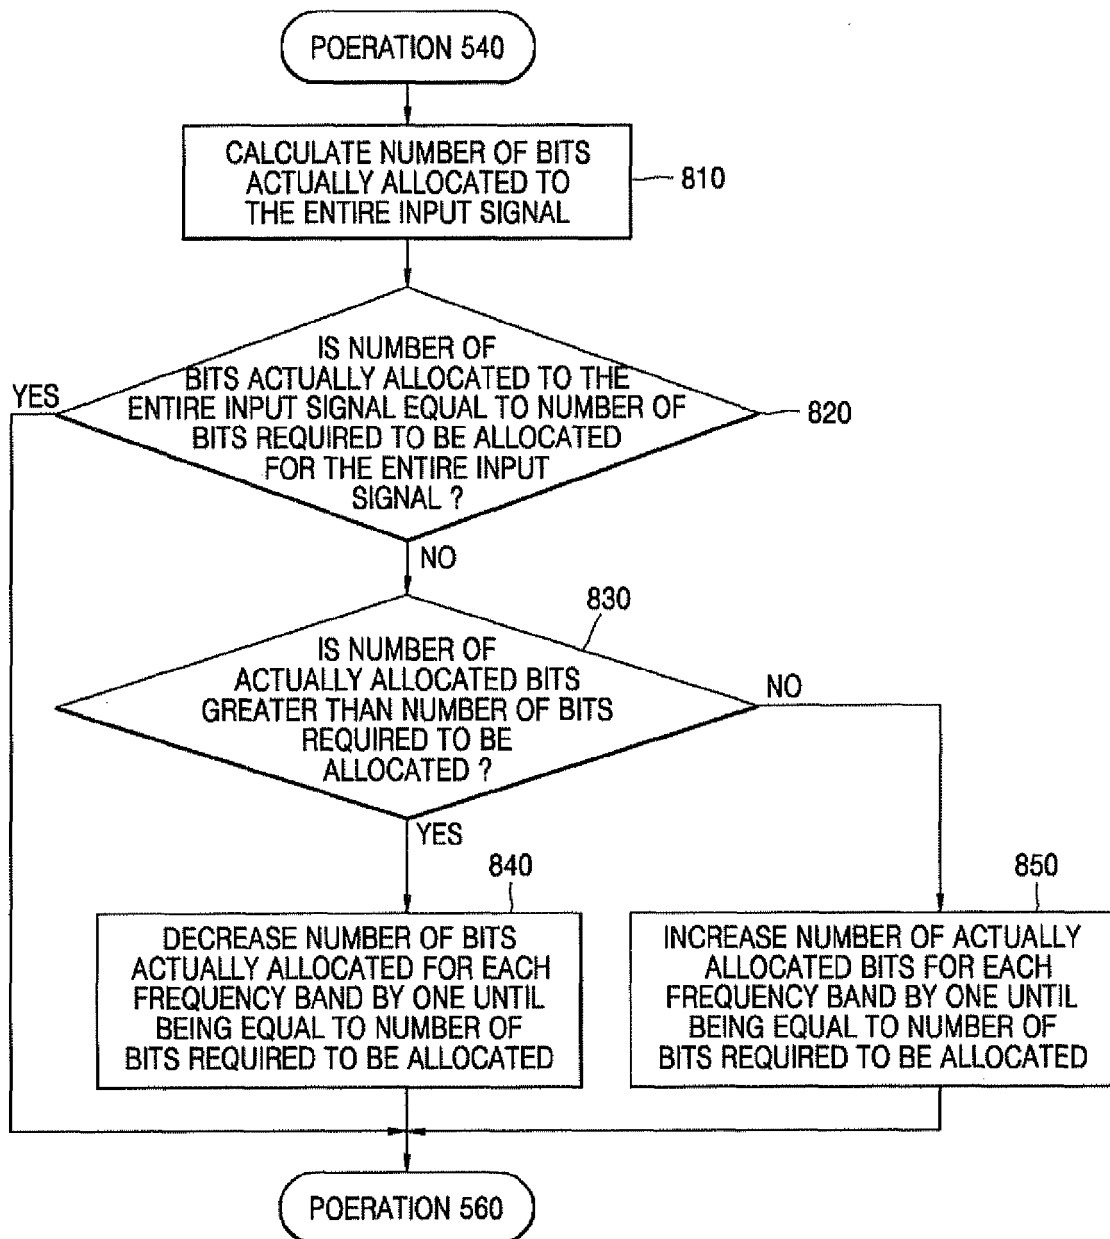 POERATION 540
CALCULATE NUMBER OF BITS
ACTUALLY ALLOCATED TO
THE ENTIRE INPUT SIGNAL
810
IS NUMBER OF
BITS ACTUALLY ALLOCATED TO THE
ENTIRE INPUT SIGNAL EQUAL TO NUMBER OF
BITS REQUIRED TO BE ALLOCATED
FOR THE ENTIRE INPUT
SIGNAL ?
YES
820
NO
830
IS NUMBER OF
ACTUALLY ALLOCATED BITS
GREATER THAN NUMBER OF BITS
REQUIRED TO BE
ALLOCATED ?
NO
YES
840
DECREASE NUMBER OF BITS
ACTUALLY ALLOCATED FOR EACH
FREQUENCY BAND BY ONE UNTIL
BEING EQUAL TO NUMBER OF
BITS REQUIRED TO BE ALLOCATED
850
INCREASE NUMBER OF ACTUALLY
ALLOCATED BITS FOR EACH
FREQUENCY BAND BY ONE UNTIL
BEING EQUAL TO NUMBER OF
BITS REQUIRED TO BE ALLOCATED
POERATION 560